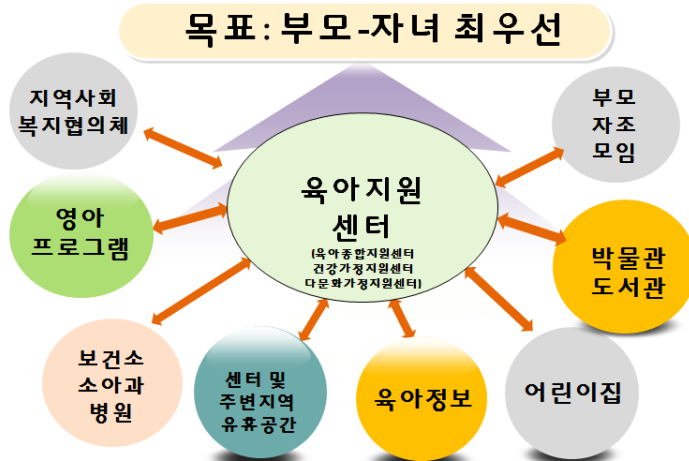 목표: 부모-자녀 최우선
지역사회
복지협의체
부모
자조
모임
육아지원
센터
(육아종합지원센터
건강가정지원센터
다문화가정지원센터)
영아
프로그램
박물관
도서관
보건소
소아과
병원
센터 및
주변지역
유휴공간
육아정보
어린이집